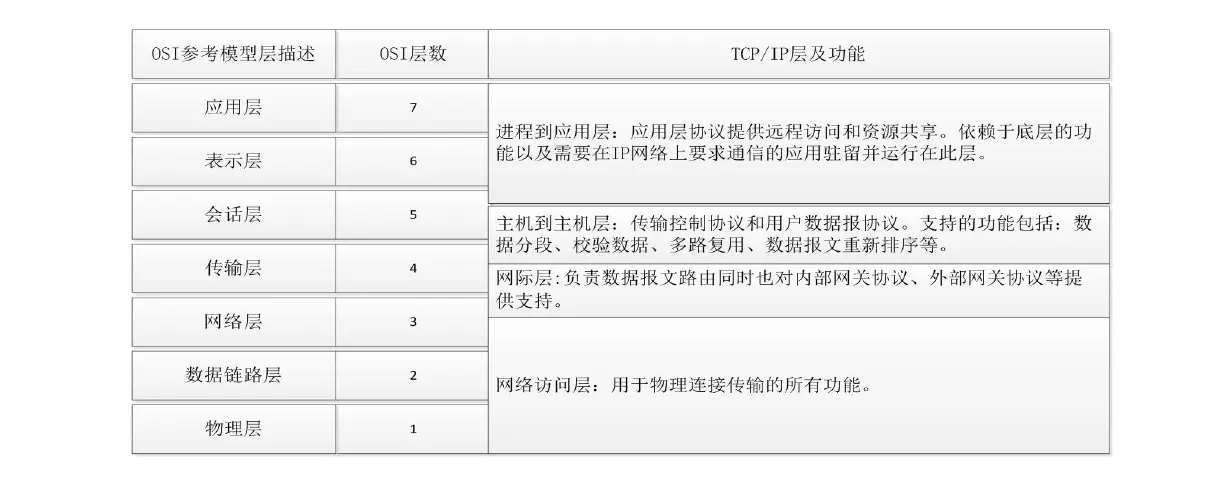 OSI参考模型层描述 OSI层数 TCP/IP层及功能
应用层 7
进程到应用层：应用层协议提供远程访问和资源共享。依赖于底层的功
能以及需要在IP网络上要求通信的应用驻留并运行在此层。
表示层 6
会话层 5
主机到主机层：传输控制协议和用户数据报协议。支持的功能包括：数
据分段、校验数据、多路复用、数据报文重新排序等。
传输层 4
网际层:负责数据报文路由同时也对内部网关协议、外部网关协议等提
供支持。
网络层 3
数据链路层 2
网络访问层：用于物理连接传输的所有功能。
物理层 1